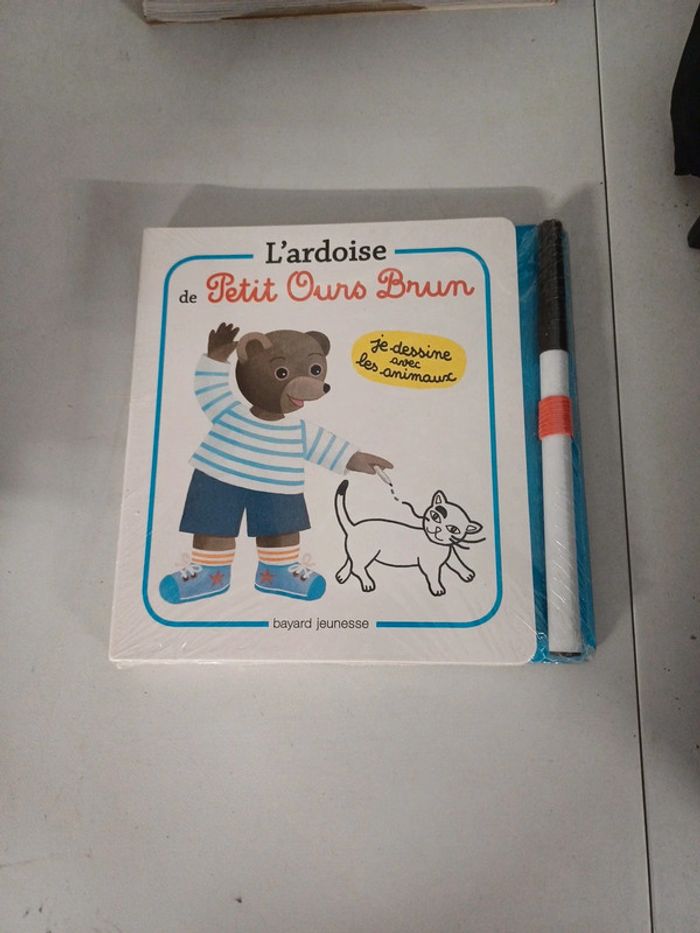 L'ardoise
de Petit Ours Brun
je dessine
avec
les animaux
bayard jeunesse